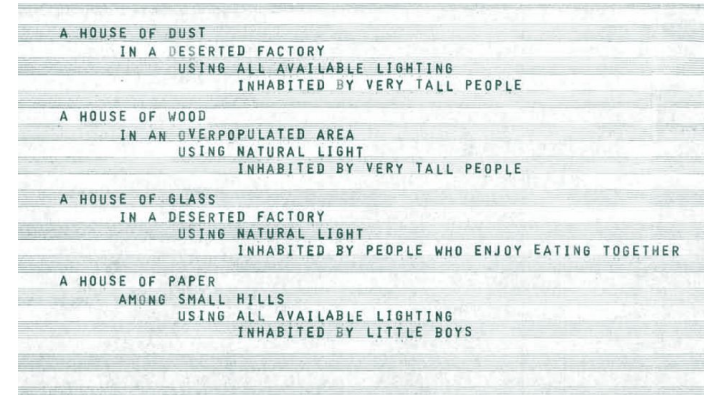 A HOUSE OF DUST
IN A DESERTED FACTORY
USING ALL AVAILABLE LIGHTING
INHABITED BY VERY TALL PEOPLE
A HOUSE OF WOOD
IN AN OVERPOPULATED AREA
USING NATURAL LIGHT
INHABITED BY VERY TALL PEOPLE
A HOUSE OF GLASS
IN A DESERTED FACTORY
USING NATURAL LIGHT
INHABITED BY PEOPLE WHO ENJOY EATING TOGETHER
A HOUSE OF PAPER
AMONG SMALL HILLS
USING ALL AVAILABLE LIGHTING
INHABITED BY LITTLE BOYS